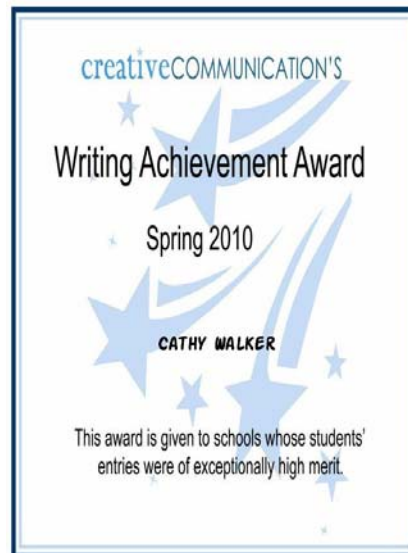 creativeCOMMUNICATION'S
Writing Achievement Award
Spring 2010
CATHY WALKER
This award is given to schools whose students'
entries were of exceptionally high merit.